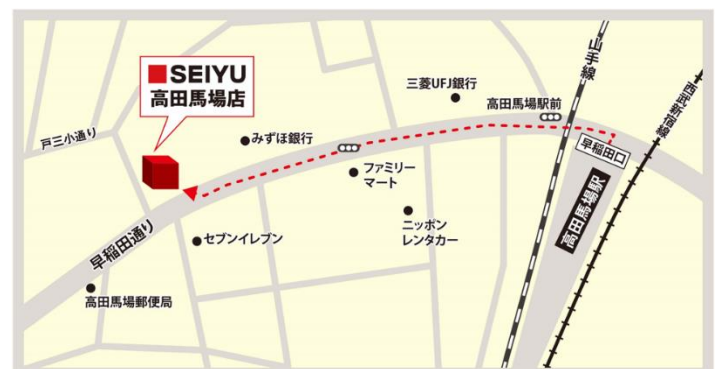 SEIYU
高田馬場店
戸三小通り
みずほ銀行
三菱UFJ銀行
高田馬場駅前
山手線
西武新宿線
早稲田口
高田馬場駅
ファミリー
マート
ニッポン
レンタカー
セブンイレブン
早稲田通り
高田馬場郵便局